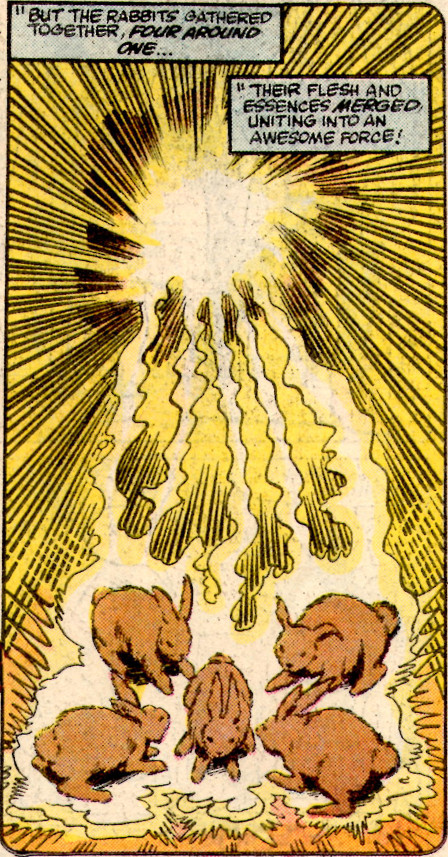 "BUT THE RABBITS GATHERED
TOGETHER, FOUR AROUND
ONE...
"THEIR FLESH AND
ESSENCES MERGED,
UNITING INTO AN
AWESOME FORCE!